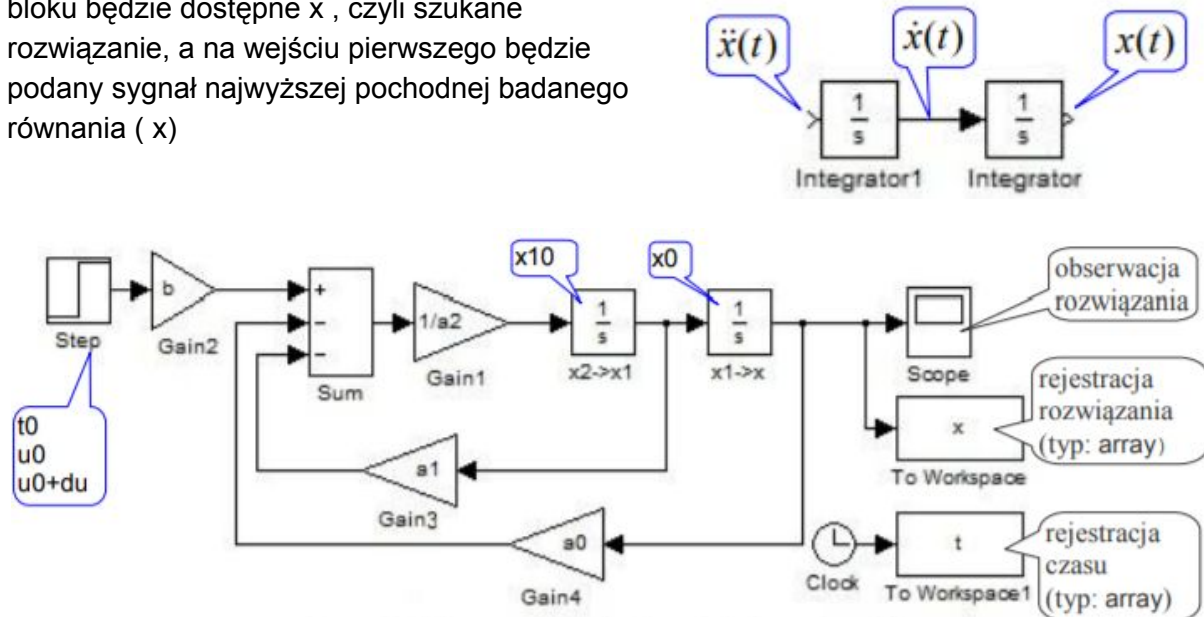 bloku będzie dostępne x , czyli szukane
rozwiązanie, a na wejściu pierwszego będzie
podany sygnał najwyższej pochodnej badanego
równania ( x)
ẍ(t)
ẋ(t)
x(t)
1/s
1/s
Integrator1
Integrator
Step
t0
u0
u0+du
b
Gain2
+
−
−
Sum
1/a2
Gain1
x10
1/s
x2->x1
x0
1/s
x1->x
Scope
obserwacja
rozwiązania
x
To Workspace
rejestracja
rozwiązania
(typ: array)
a1
Gain3
a0
Gain4
Clock
t
To Workspace1
rejestracja
czasu
(typ: array)